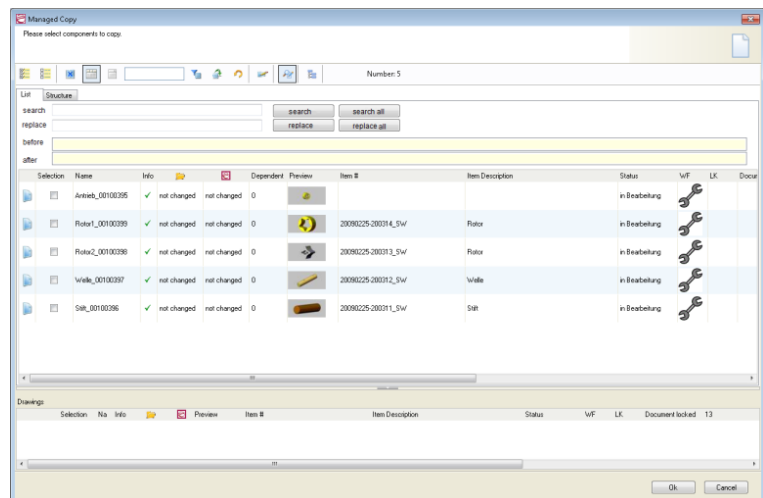 Managed Copy
Please select components to copy.
Number: 5
List Structure
search search search all
replace replace replace all
before
after
Selection Name Info Dependent Preview Item # Item Description Status WF LK Docur
Antrieb_00100395 not changed not changed 0 in Bearbeitung
Rotor1_00100399 not changed not changed 0 20090225-200314_SW Rotor in Bearbeitung
Rotor2_00100398 not changed not changed 0 20090225-200313_SW Rotor in Bearbeitung
Welle_00100397 not changed not changed 0 20090225-200312_SW Welle in Bearbeitung
Stift_00100396 not changed not changed 0 20090225-200311_SW Stift in Bearbeitung
Drawings
Selection Na Info Preview Item # Item Description Status WF LK Document locked 13
Ok Cancel